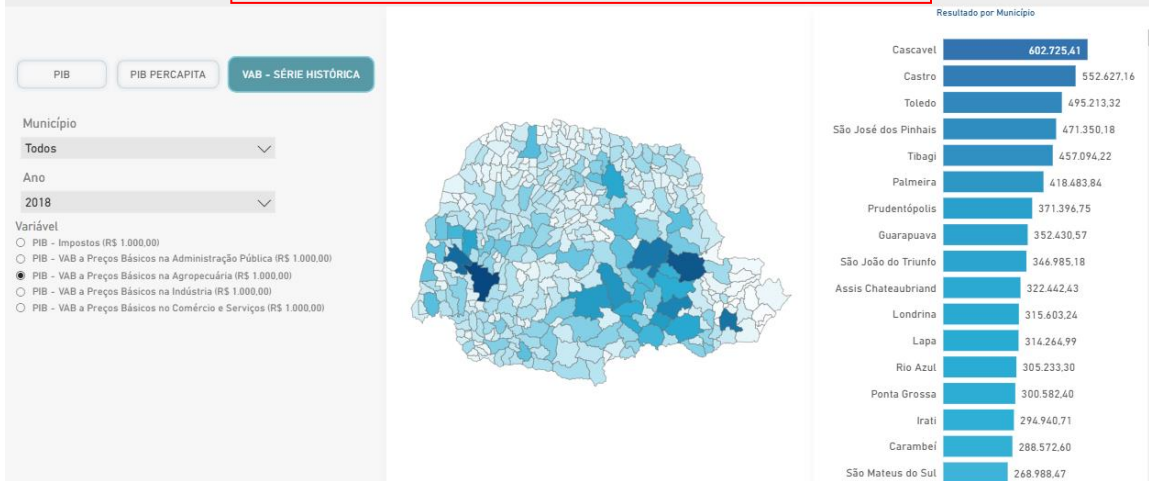 PIB
PIB PERCAPITA
VAB - SÉRIE HISTÓRICA
Município
Todos
Ano
2018
Variável
PIB - Impostos (R$ 1.000,00)
PIB - VAB a Preços Básicos na Administração Pública (R$ 1.000,00)
PIB - VAB a Preços Básicos na Agropecuária (R$ 1.000,00)
PIB - VAB a Preços Básicos na Indústria (R$ 1.000,00)
PIB - VAB a Preços Básicos no Comércio e Serviços (R$ 1.000,00)
Resultado por Município
Cascavel 602.725,41
Castro 552.627,16
Toledo 495.213,32
São José dos Pinhais 471.350,18
Tibagi 457.094,22
Palmeira 418.483,84
Prudentópolis 371.396,75
Guarapuava 352.430,57
São João do Triunfo 346.985,18
Assis Chateaubriand 322.442,43
Londrina 315.603,24
Lapa 314.264,99
Rio Azul 305.233,30
Ponta Grossa 300.582,40
Irati 294.940,71
Carambeí 288.572,60
São Mateus do Sul 268.988,47